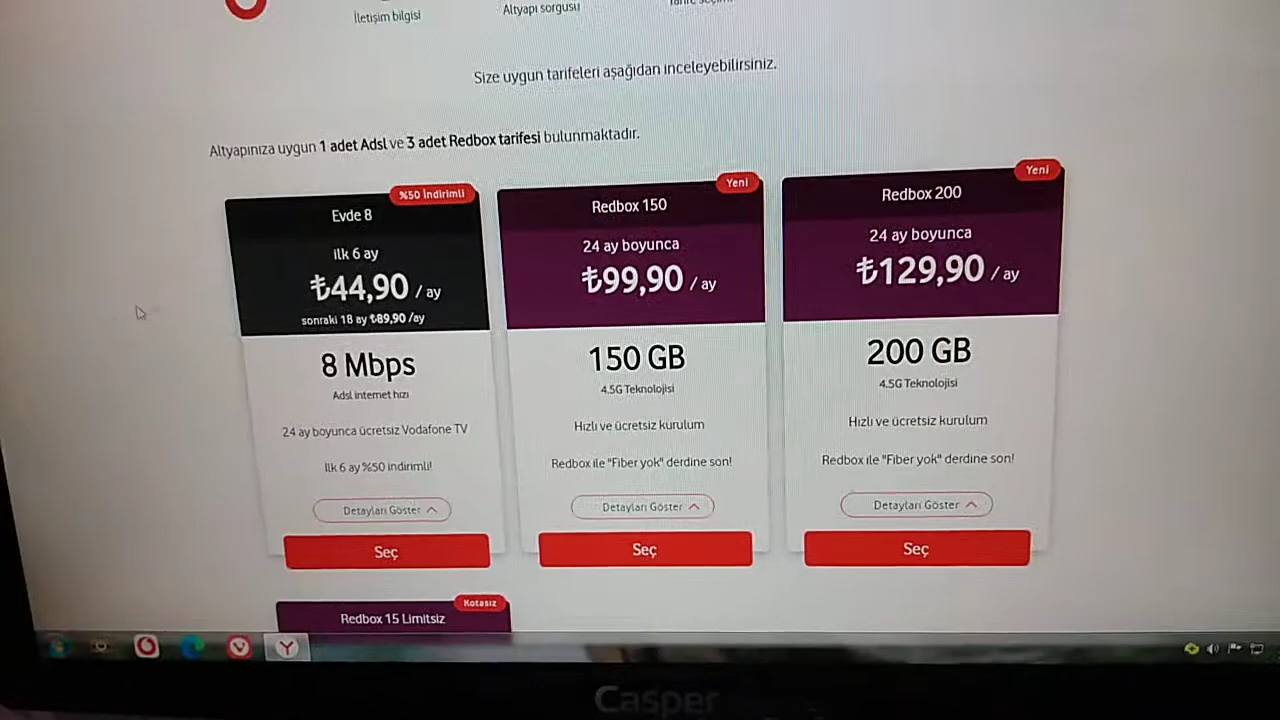 İletişim bilgisi
Altyapı sorgusu
Size uygun tarifeleri aşağıdan inceleyebilirsiniz.
Altyapınıza uygun 1 adet Adsl ve 3 adet Redbox tarifesi bulunmaktadır.
%50 İndirimli
Evde 8
ilk 6 ay
₺44,90 / ay
sonraki 18 ay ₺89,90 /ay
8 Mbps
Adsl internet hızı
24 ay boyunca ücretsiz Vodafone TV
İlk 6 ay %50 indirimli!
Detayları Göster
Seç
Yeni
Redbox 150
24 ay boyunca
₺99,90 / ay
150 GB
4.5G Teknolojisi
Hızlı ve ücretsiz kurulum
Redbox ile "Fiber yok" derdine son!
Detayları Göster
Seç
Yeni
Redbox 200
24 ay boyunca
₺129,90 / ay
200 GB
4.5G Teknolojisi
Hızlı ve ücretsiz kurulum
Redbox ile "Fiber yok" derdine son!
Detayları Göster
Seç
Kotasız
Redbox 15 Limitsiz
Casper